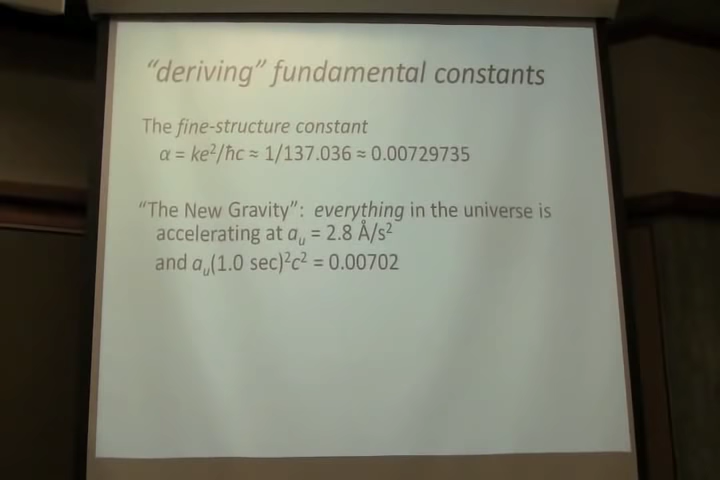 “deriving” fundamental constants
The fine-structure constant
α = ke²/ħc ≈ 1/137.036 ≈ 0.00729735
“The New Gravity”: everything in the universe is
accelerating at aᵤ = 2.8 Å/s²
and aᵤ(1.0 sec)²c² = 0.00702